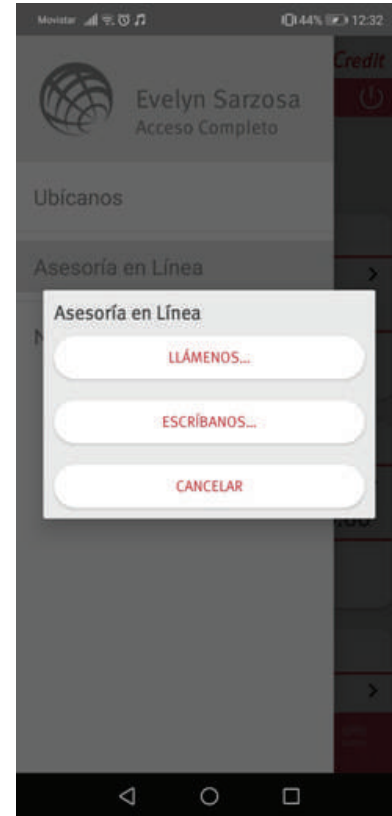 Movistar 44% 12:32
Credit
Evelyn Sarzosa
Acceso Completo
Ubícanos
Asesoría en Línea
N
Asesoría en Línea
LLÁMENOS...
ESCRÍBANOS...
CANCELAR